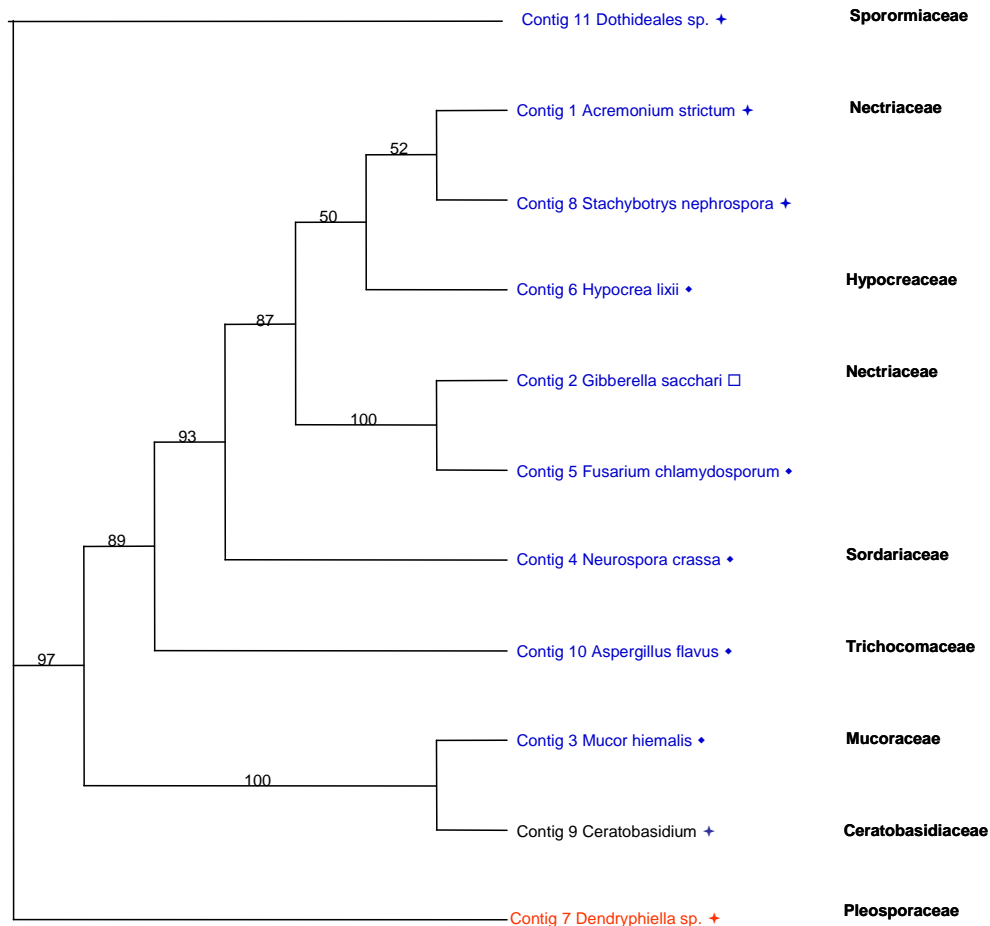 Contig 11 Dothideales sp. ✦ Sporormiaceae
Contig 1 Acremonium strictum ✦ Nectriaceae
52
Contig 8 Stachybotrys nephrospora ✦
50
Contig 6 Hypocrea lixii ◆ Hypocreaceae
87
Contig 2 Gibberella sacchari □ Nectriaceae
100
93
Contig 5 Fusarium chlamydosporum ◆
89
Contig 4 Neurospora crassa ◆ Sordariaceae
97
Contig 10 Aspergillus flavus ◆ Trichocomaceae
Contig 3 Mucor hiemalis ◆ Mucoraceae
100
Contig 9 Ceratobasidium ✦ Ceratobasidiaceae
Contig 7 Dendryphiella sp. ✦ Pleosporaceae